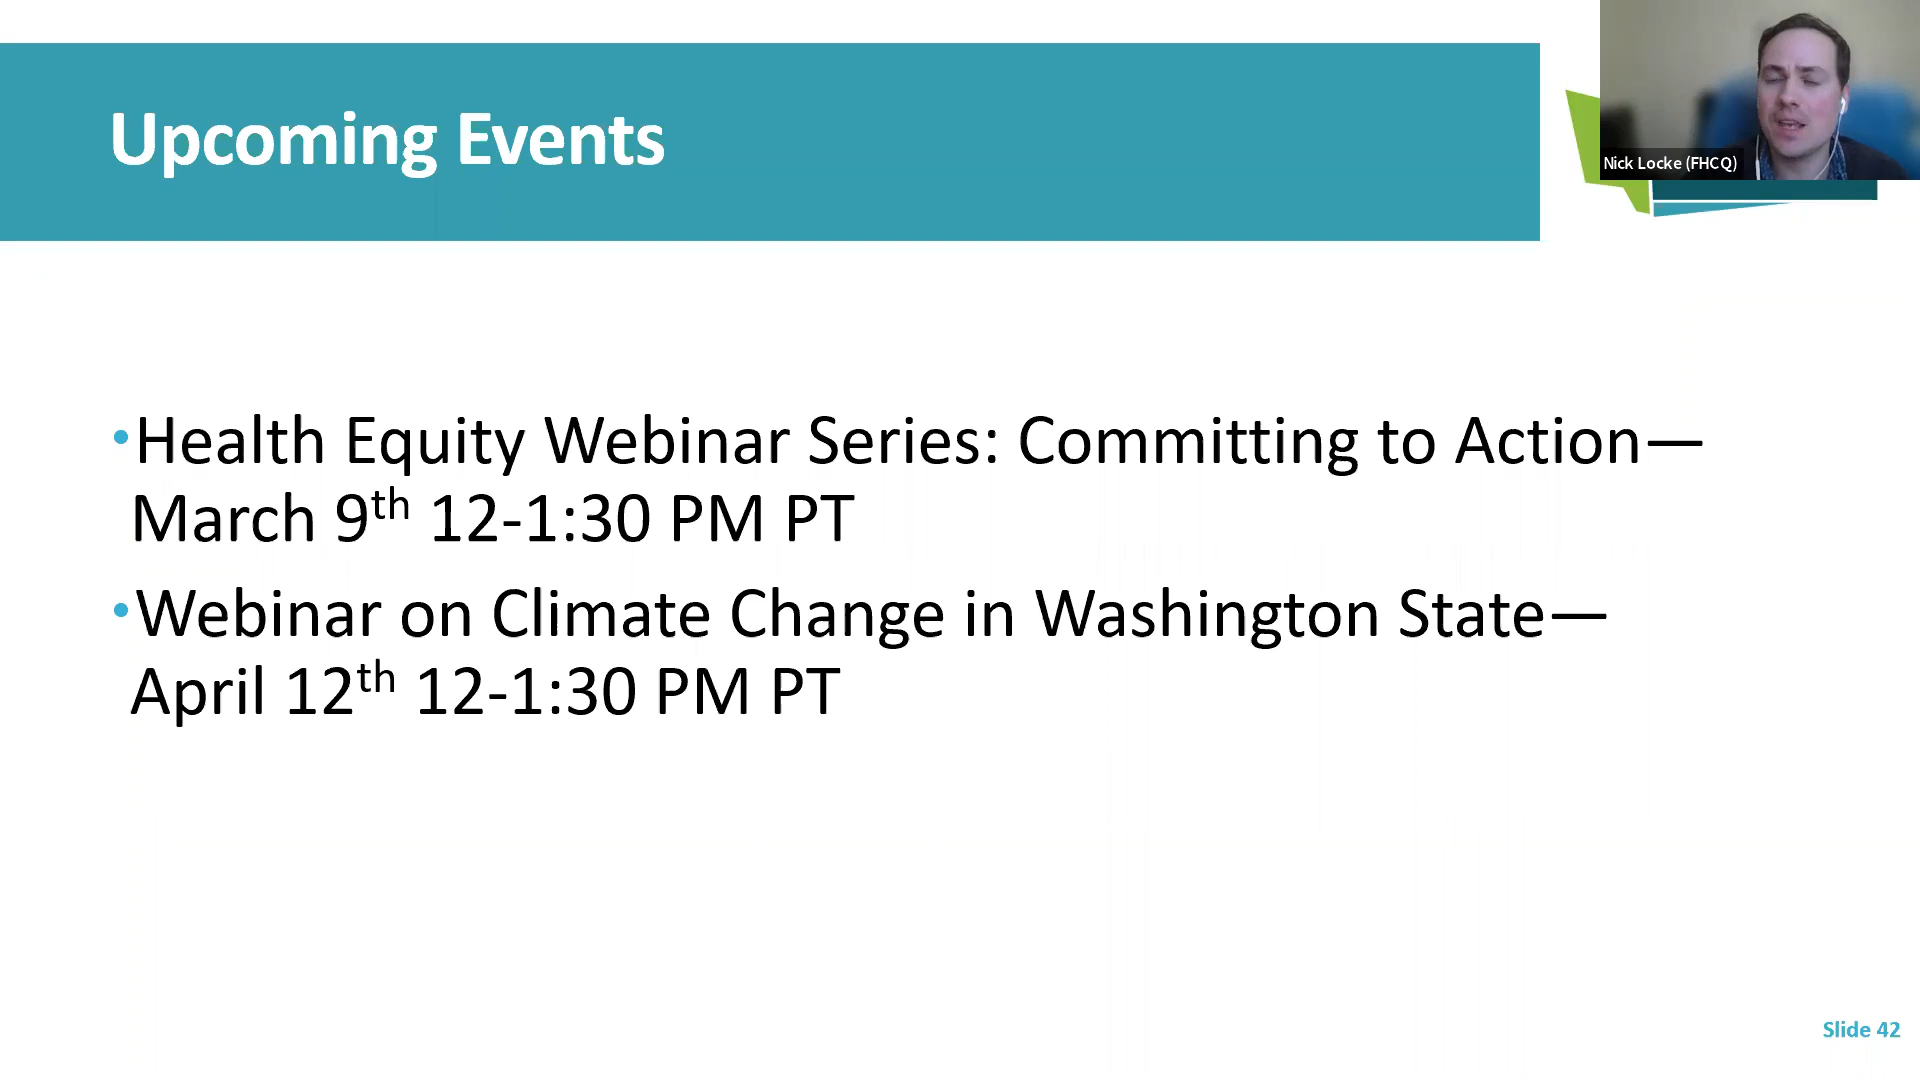 Upcoming Events
Nick Locke (FHCQ)
•Health Equity Webinar Series: Committing to Action—
March 9th 12-1:30 PM PT
•Webinar on Climate Change in Washington State—
April 12th 12-1:30 PM PT
Slide 42